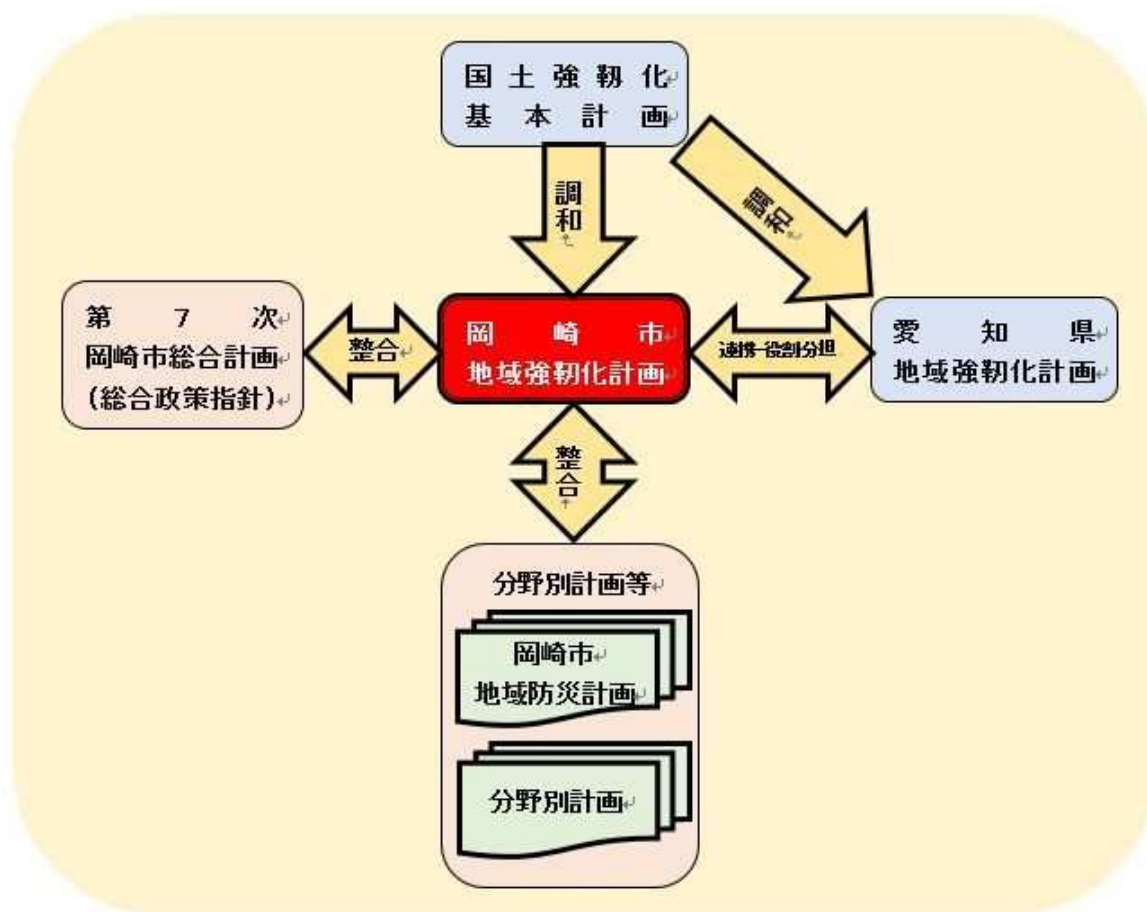 国土強靱化
基本計画
調和
調和
第7次
岡崎市総合計画
(総合政策指針)
整合
岡崎市
地域強靱化計画
連携・役割分担
愛知県
地域強靱化計画
整合
分野別計画等
岡崎市
地域防災計画
分野別計画